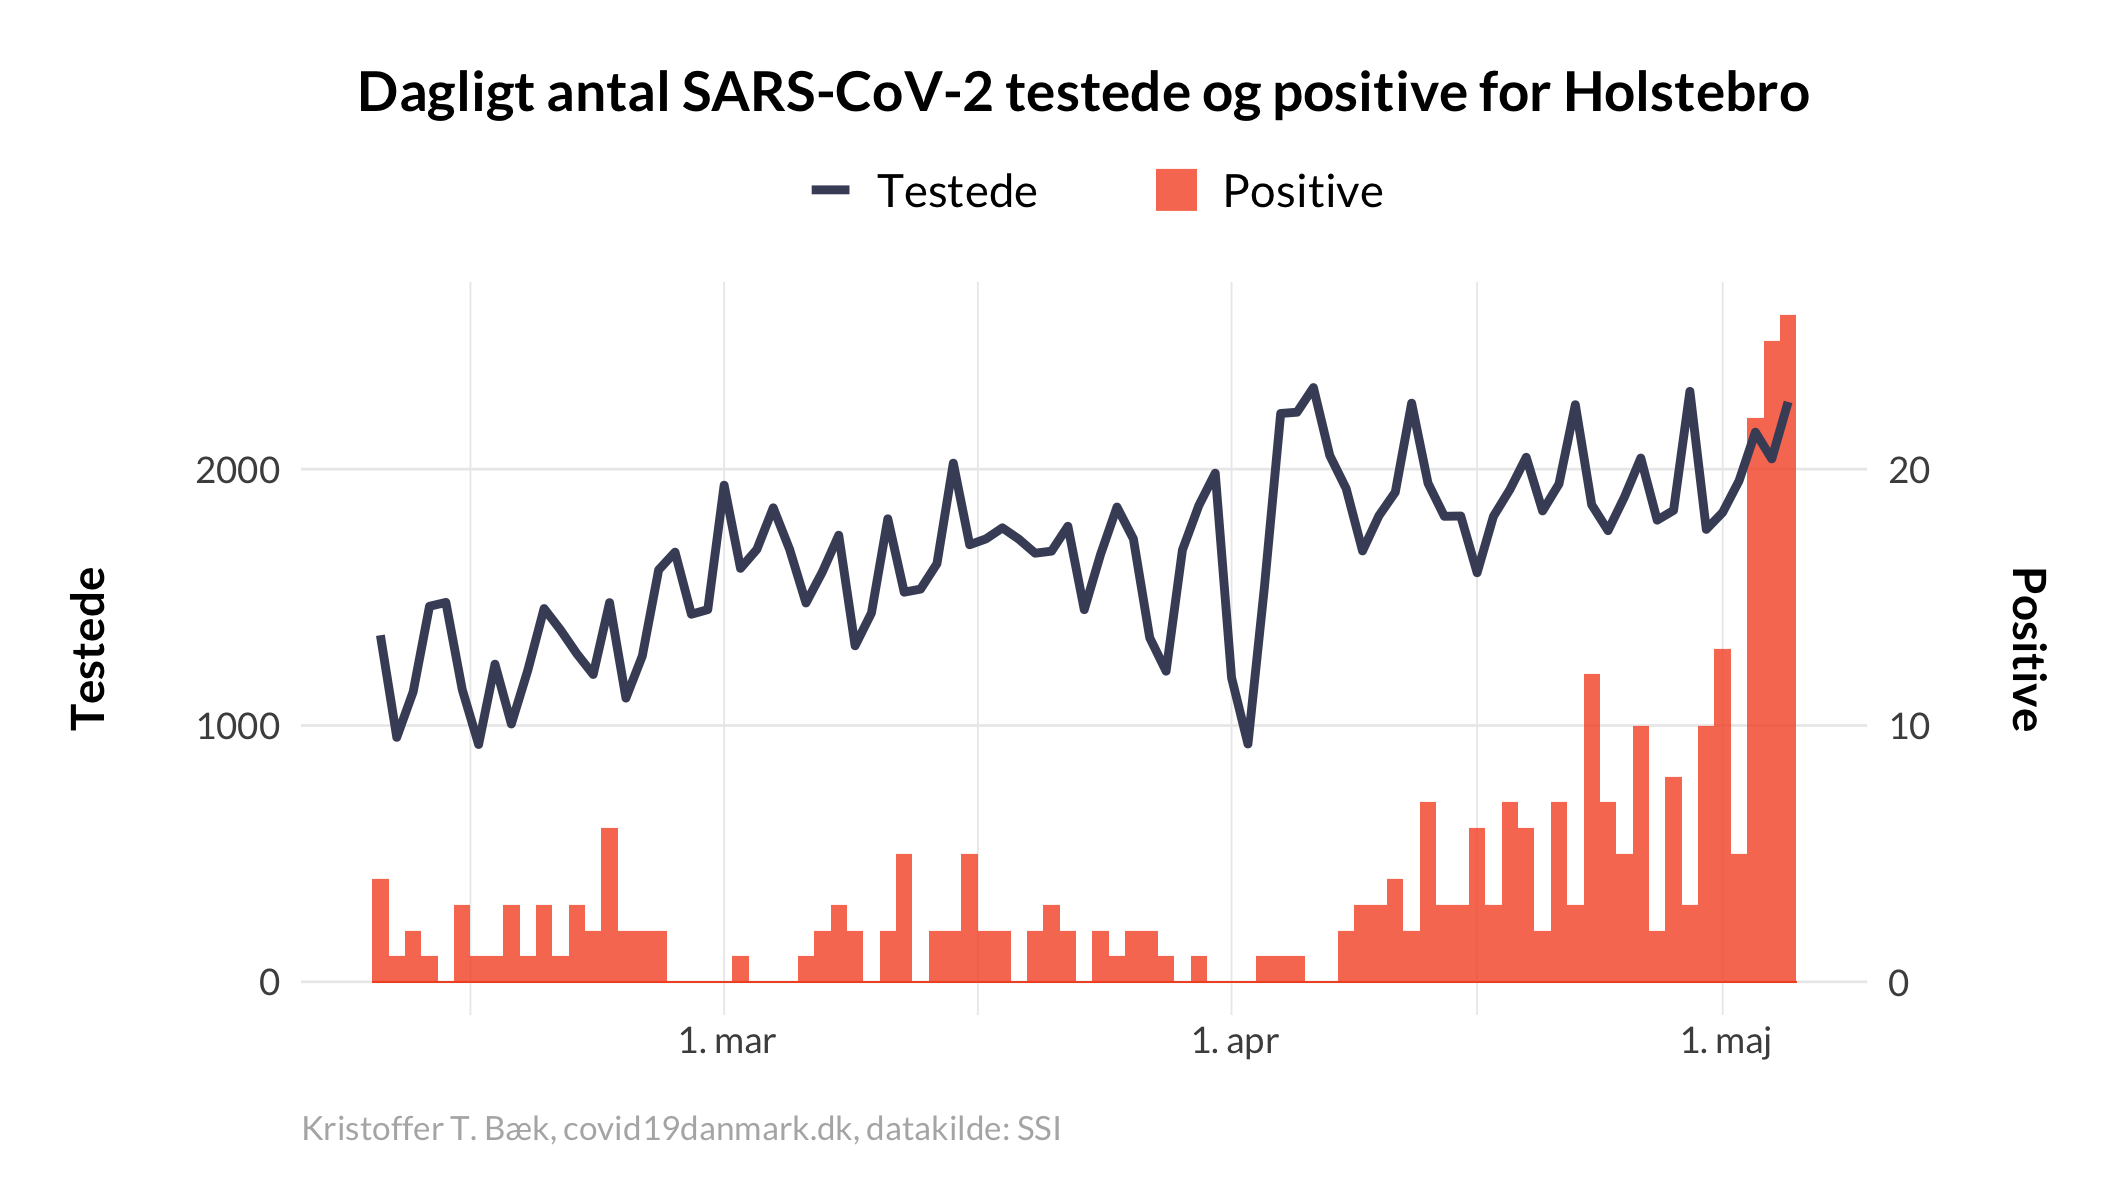 Dagligt antal SARS-CoV-2 testede og positive for Holstebro
Testede
Positive
Testede
2000
1000
0
20
10
0
Positive
1. mar
1. apr
1. maj
Kristoffer T. Bæk, covid19danmark.dk, datakilde: SSI